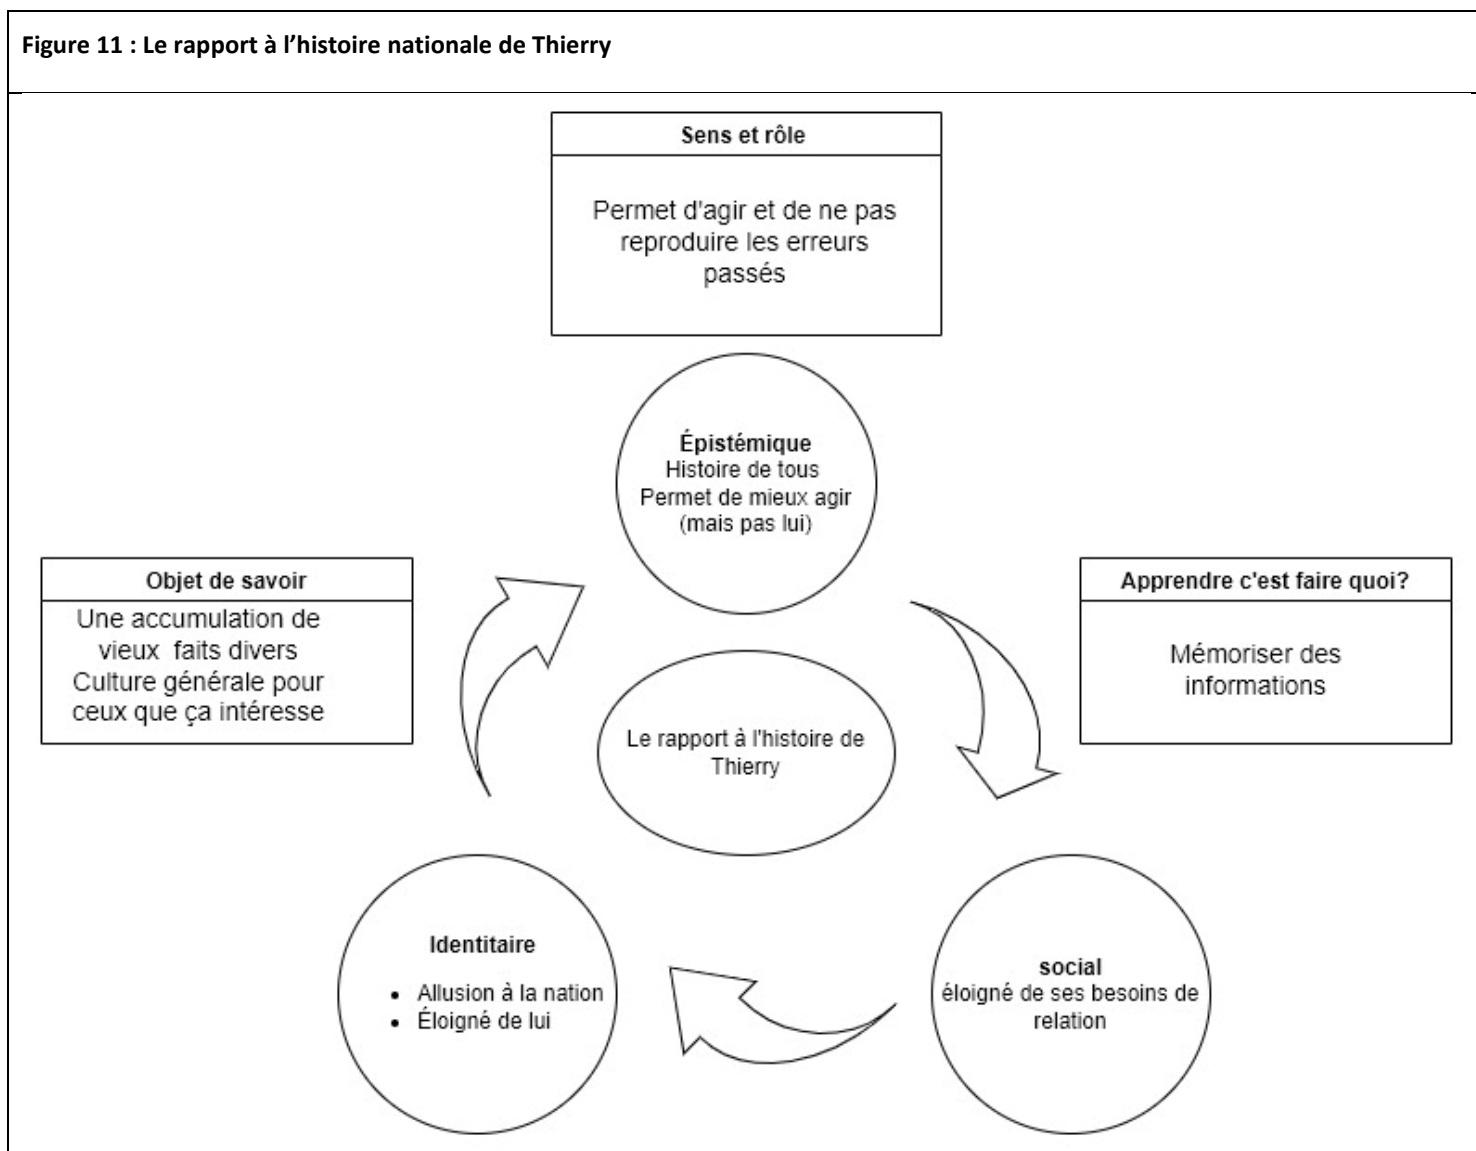 Figure 11 : Le rapport à l’histoire nationale de Thierry
Sens et rôle
Permet d'agir et de ne pas
reproduire les erreurs
passés
Épistémique
Histoire de tous
Permet de mieux agir
(mais pas lui)
Objet de savoir
Une accumulation de
vieux faits divers
Culture générale pour
ceux que ça intéresse
Apprendre c'est faire quoi?
Mémoriser des
informations
Le rapport à l'histoire de
Thierry
Identitaire
• Allusion à la nation
• Éloigné de lui
social
éloigné de ses besoins de
relation